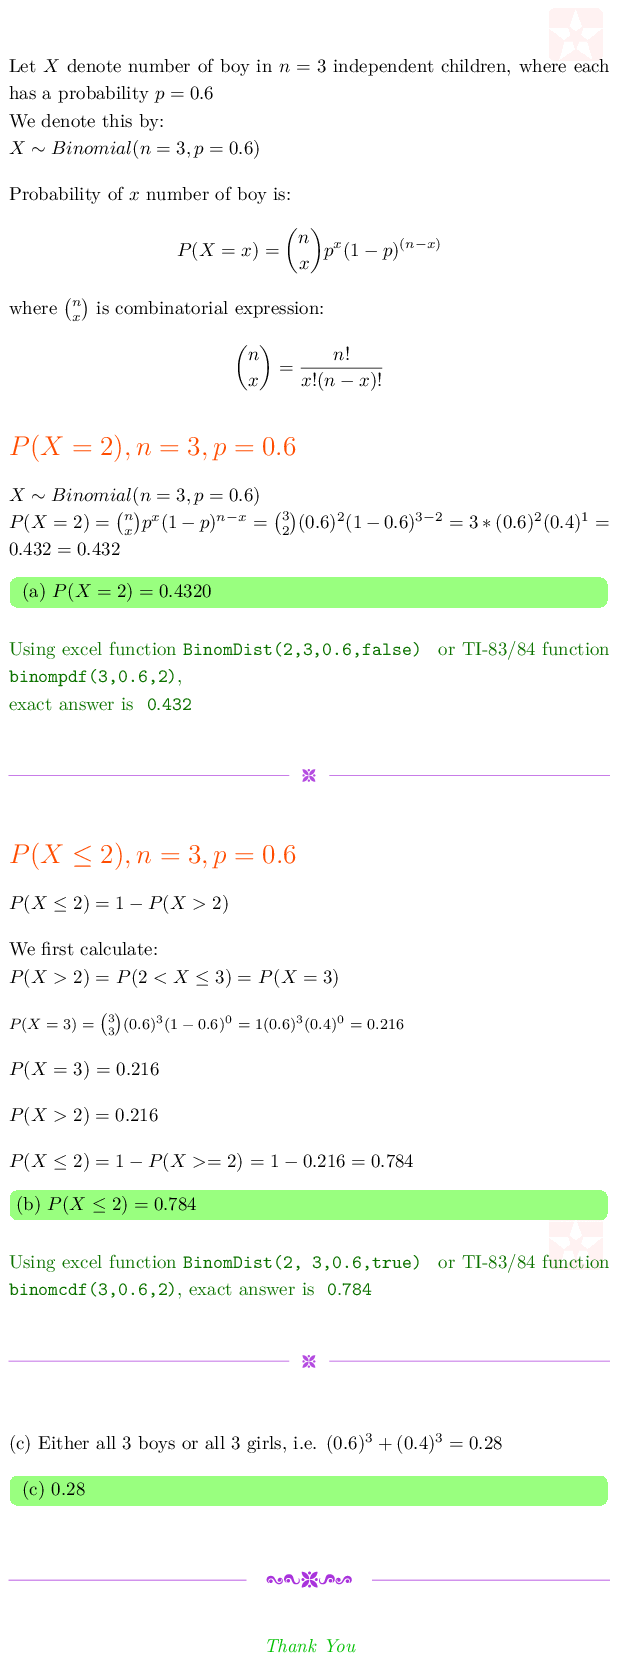 Let X denote number of boy in n = 3 independent children, where each
has a probability p = 0.6
We denote this by:
X ∼ Binomial(n = 3, p = 0.6)
Probability of x number of boy is:
P(X = x) = \binom{n}{x} p^x (1 − p)^{(n−x)}
where \binom{n}{x} is combinatorial expression:
\binom{n}{x} = \frac{n!}{x!(n − x)!}
P(X = 2), n = 3, p = 0.6
X ∼ Binomial(n = 3, p = 0.6)
P(X = 2) = \binom{n}{x} p^x (1 − p)^{n−x} = \binom{3}{2} (0.6)^2 (1 − 0.6)^{3−2} = 3 ∗ (0.6)^2 (0.4)^1 =
0.432 = 0.432
(a) P(X = 2) = 0.4320
Using excel function BinomDist(2,3,0.6,false) or TI-83/84 function
binompdf(3,0.6,2),
exact answer is 0.432
P(X ≤ 2), n = 3, p = 0.6
P(X ≤ 2) = 1 − P(X > 2)
We first calculate:
P(X > 2) = P(2 < X ≤ 3) = P(X = 3)
P(X = 3) = \binom{3}{3} (0.6)^3 (1 − 0.6)^0 = 1(0.6)^3 (0.4)^0 = 0.216
P(X = 3) = 0.216
P(X > 2) = 0.216
P(X ≤ 2) = 1 − P(X >= 2) = 1 − 0.216 = 0.784
(b) P(X ≤ 2) = 0.784
Using excel function BinomDist(2, 3,0.6,true) or TI-83/84 function
binomcdf(3,0.6,2), exact answer is 0.784
(c) Either all 3 boys or all 3 girls, i.e. (0.6)^3 + (0.4)^3 = 0.28
(c) 0.28
Thank You